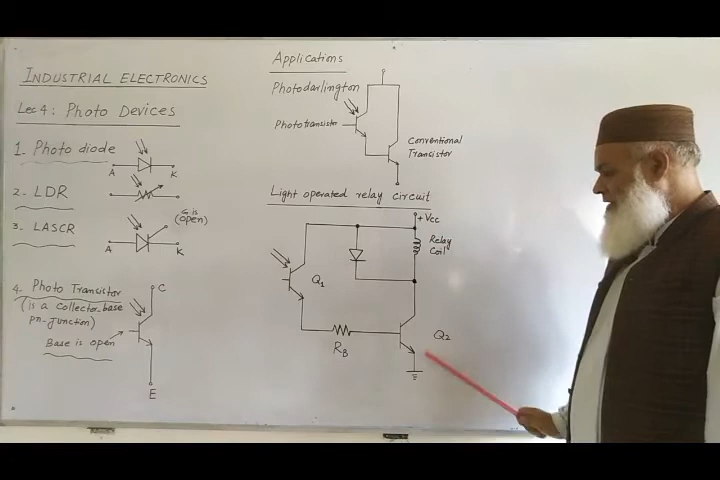 INDUSTRIAL ELECTRONICS
Lec 4: Photo Devices
1. Photo diode
A
K
2. LDR
3. LASCR
G is
(open)
A
K
4. Photo Transistor
(is a collector-base
pn-junction)
Base is open
C
E
Applications
Photodarlington
Phototransistor
Conventional
Transistor
Light operated relay circuit
+Vcc
Relay
Coil
Q1
RB
Q2